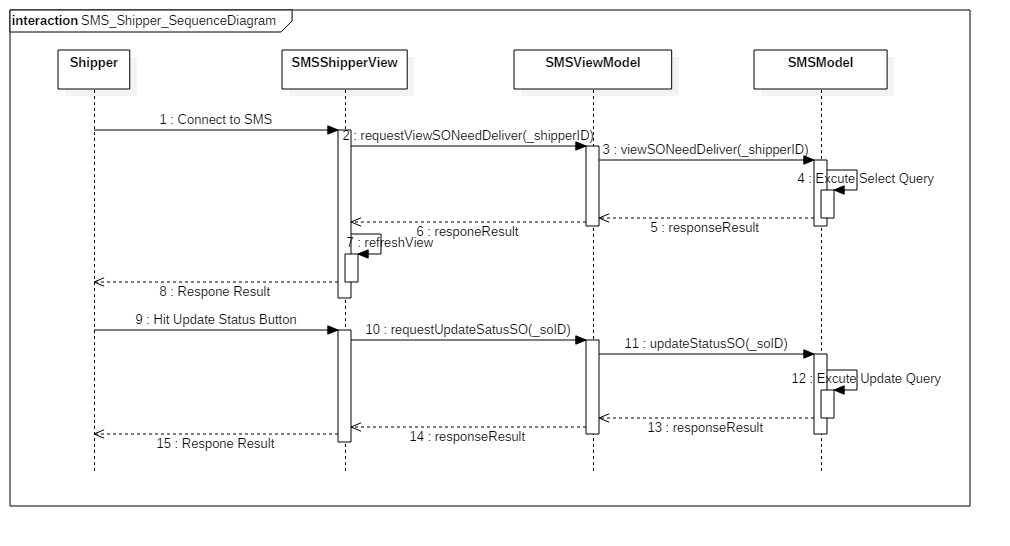 interaction SMS_Shipper_SequenceDiagram
Shipper
SMSShipperView
SMSViewModel
SMSModel
1 : Connect to SMS
2 : requestViewSONeedDeliver(_shipperID)
3 : viewSONeedDeliver(_shipperID)
4 : Excute Select Query
5 : responseResult
6 : responeResult
7 : refreshView
8 : Respone Result
9 : Hit Update Status Button
10 : requestUpdateSatusSO(_soID)
11 : updateStatusSO(_soID)
12 : Excute Update Query
13 : responseResult
14 : responseResult
15 : Respone Result